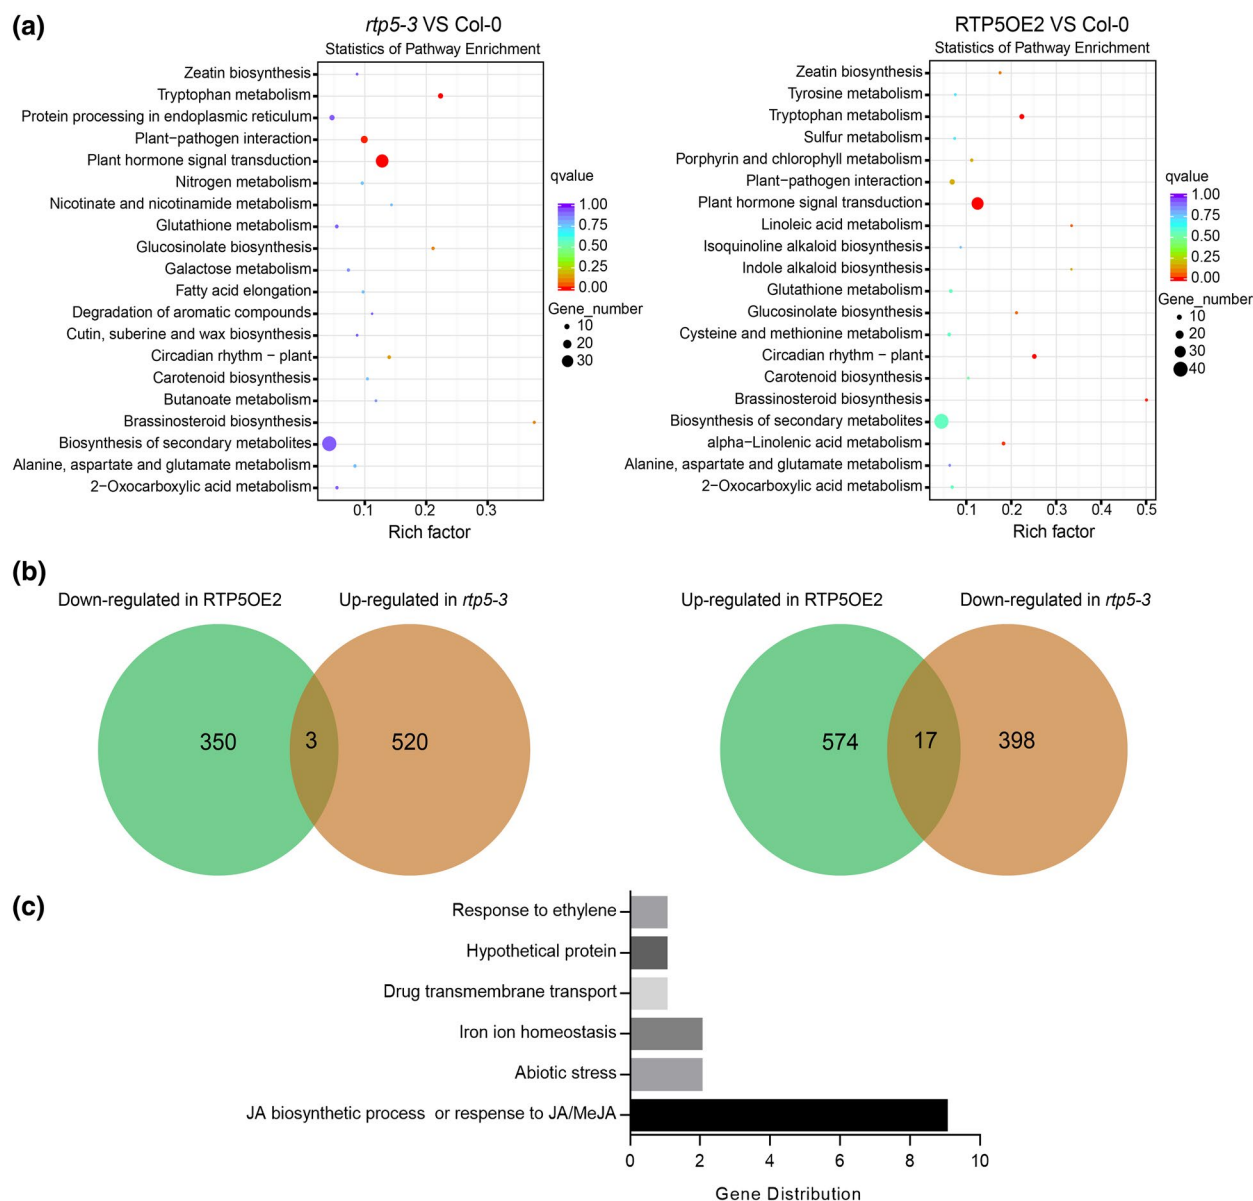 (a)
rtp5-3 VS Col-0
Statistics of Pathway Enrichment
Zeatin biosynthesis
Tryptophan metabolism
Protein processing in endoplasmic reticulum
Plant−pathogen interaction
Plant hormone signal transduction
Nitrogen metabolism
Nicotinate and nicotinamide metabolism
Glutathione metabolism
Glucosinolate biosynthesis
Galactose metabolism
Fatty acid elongation
Degradation of aromatic compounds
Cutin, suberine and wax biosynthesis
Circadian rhythm − plant
Carotenoid biosynthesis
Butanoate metabolism
Brassinosteroid biosynthesis
Biosynthesis of secondary metabolites
Alanine, aspartate and glutamate metabolism
2−Oxocarboxylic acid metabolism
0.1 0.2 0.3
Rich factor
qvalue
1.00
0.75
0.50
0.25
0.00
Gene_number
10
20
30
RTP5OE2 VS Col-0
Statistics of Pathway Enrichment
Zeatin biosynthesis
Tyrosine metabolism
Tryptophan metabolism
Sulfur metabolism
Porphyrin and chlorophyll metabolism
Plant−pathogen interaction
Plant hormone signal transduction
Linoleic acid metabolism
Isoquinoline alkaloid biosynthesis
Indole alkaloid biosynthesis
Glutathione metabolism
Glucosinolate biosynthesis
Cysteine and methionine metabolism
Circadian rhythm − plant
Carotenoid biosynthesis
Brassinosteroid biosynthesis
Biosynthesis of secondary metabolites
alpha−Linolenic acid metabolism
Alanine, aspartate and glutamate metabolism
2−Oxocarboxylic acid metabolism
0.1 0.2 0.3 0.4 0.5
Rich factor
qvalue
1.00
0.75
0.50
0.25
0.00
Gene_number
10
20
30
40
(b)
Down-regulated in RTP5OE2
Up-regulated in rtp5-3
350
3
520
Up-regulated in RTP5OE2
Down-regulated in rtp5-3
574
17
398
(c)
Response to ethylene
Hypothetical protein
Drug transmembrane transport
Iron ion homeostasis
Abiotic stress
JA biosynthetic process or response to JA/MeJA
0 2 4 6 8 10
Gene Distribution